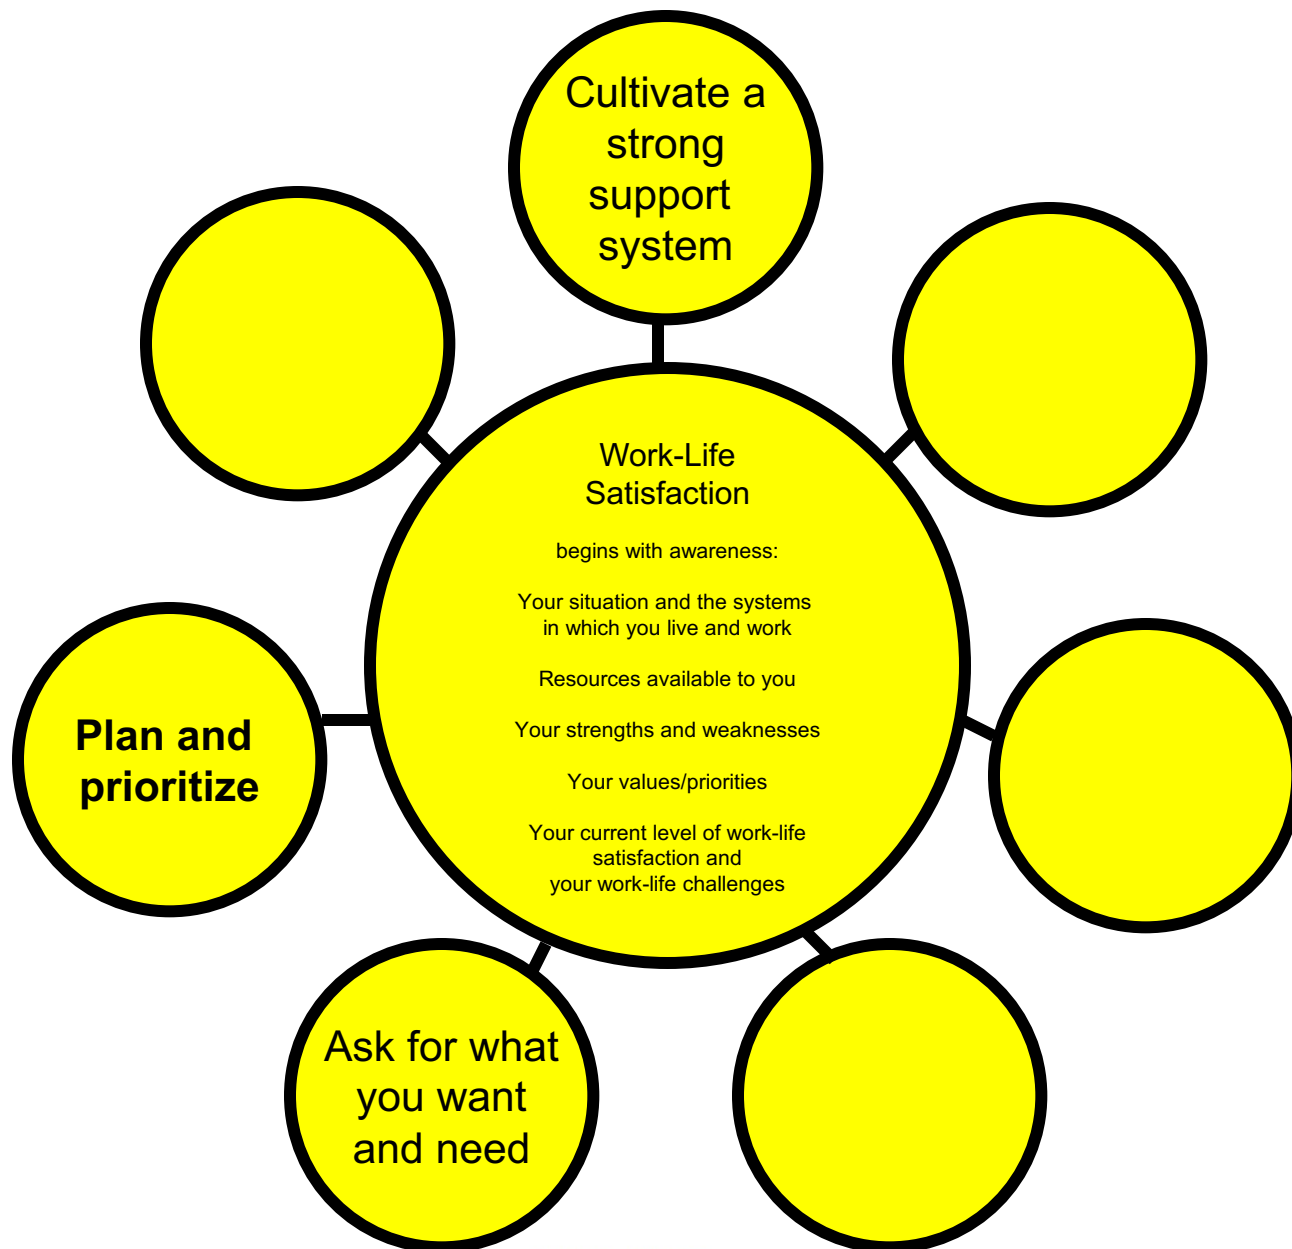 Cultivate a
strong
support
system
Work-Life
Satisfaction
begins with awareness:
Your situation and the systems
in which you live and work
Resources available to you
Your strengths and weaknesses
Your values/priorities
Your current level of work-life
satisfaction and
your work-life challenges
Plan and
prioritize
Ask for what
you want
and need